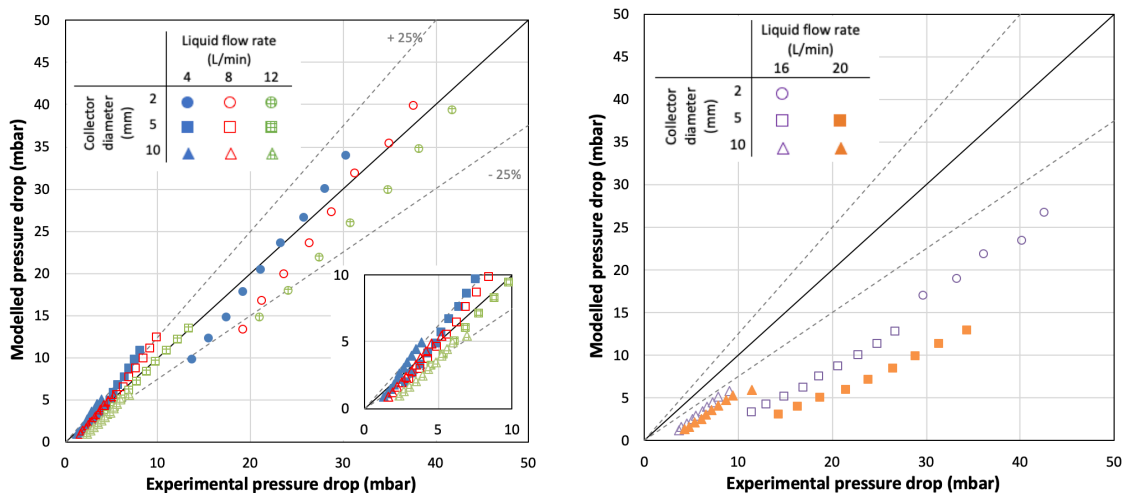 50
45
40
35
30
25
20
15
10
5
0
Modelled pressure drop (mbar)
+ 25%
Liquid flow rate
(L/min)
4 8 12
Collector
diameter
(mm)
2
5
10
- 25%
10
5
0
0 5 10
0 10 20 30 40 50
Experimental pressure drop (mbar)
50
45
40
35
30
25
20
15
10
5
0
Modelled pressure drop (mbar)
Liquid flow rate
(L/min)
16 20
Collector
diameter
(mm)
2
5
10
0 10 20 30 40 50
Experimental pressure drop (mbar)